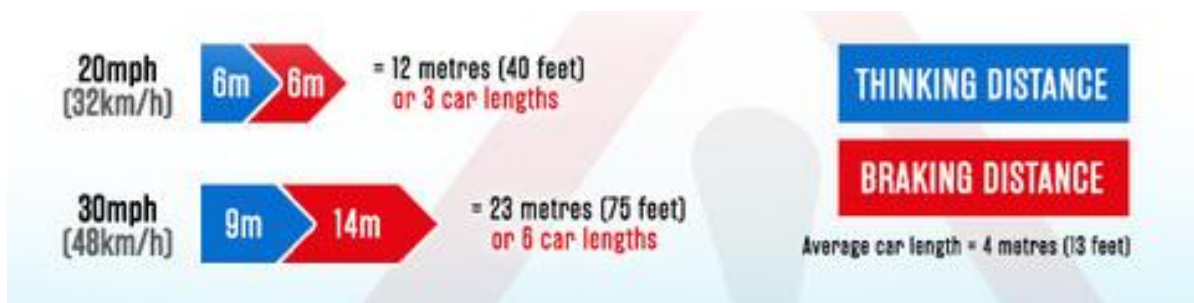 20mph
(32km/h)
6m
6m
= 12 metres (40 feet)
or 3 car lengths
30mph
(48km/h)
9m
14m
= 23 metres (75 feet)
or 6 car lengths
THINKING DISTANCE
BRAKING DISTANCE
Average car length = 4 metres (13 feet)